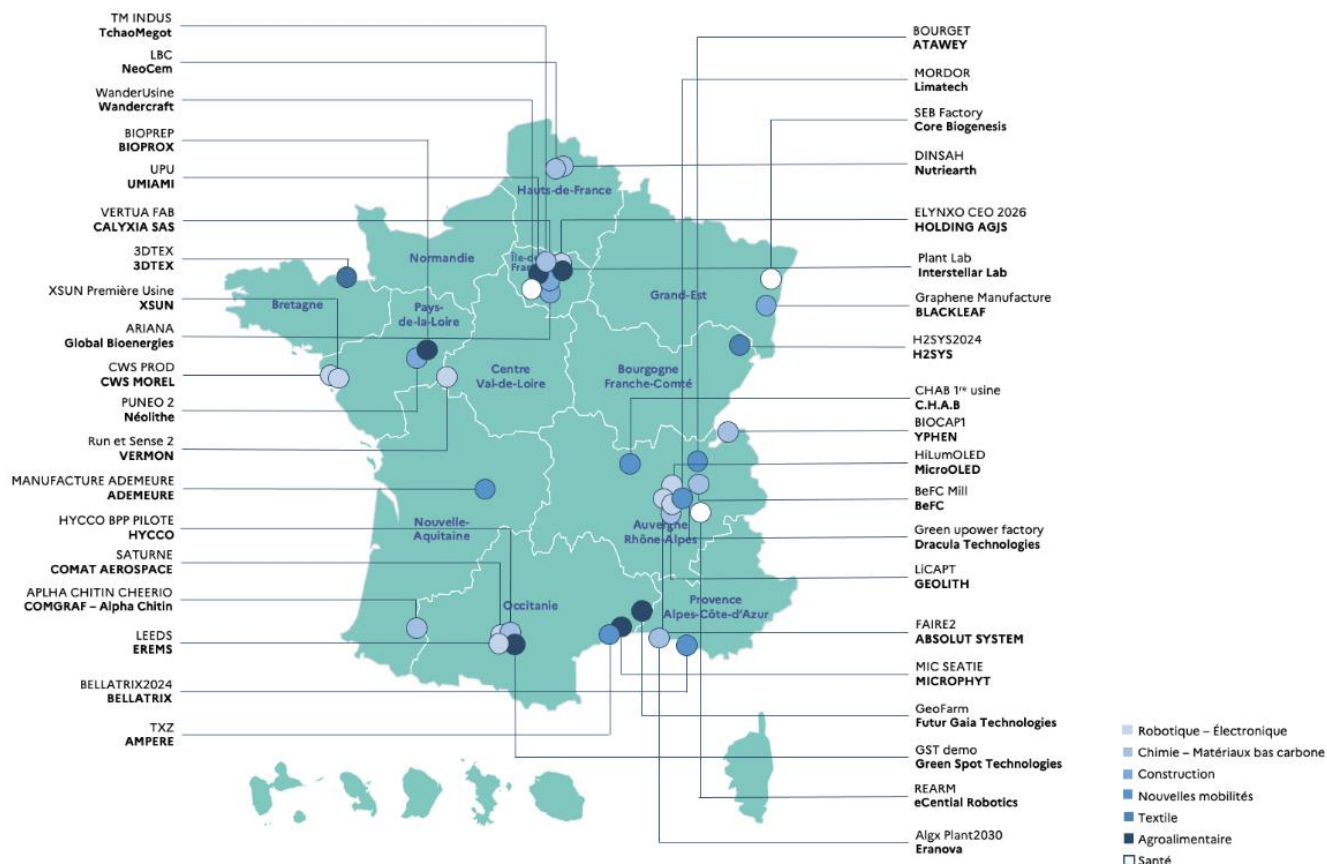 TM INDUS
TchaoMegot
LBC
NeoCem
WanderUsine
Wandercraft
BIOPREP
BIOPROX
UPU
UMIAMI
VERTUA FAB
CALYXIA SAS
3DTEX
3DTEX
XSUN Première Usine
XSUN
ARIANA
Global Bioenergies
CWS PROD
CWS MOREL
PUNEO 2
Néolithe
Run et Sense 2
VERMON
MANUFACTURE ADEMEURE
ADEMEURE
HYCCO BPP PILOTE
HYCCO
SATURNE
COMAT AEROSPACE
APLHA CHITIN CHEERIO
COMGRAF – Alpha Chitin
LEEDS
EREMS
BELLATRIX2024
BELLATRIX
TXZ
AMPERE
Hauts-de-France
Normandie
Île-de-
France
Grand-Est
Bretagne
Pays-
de-la-Loire
Centre
Val-de-Loire
Bourgogne
Franche-Comté
Nouvelle-
Aquitaine
Auvergne
Rhône-Alpes
Occitanie
Provence
Alpes-Côte-d'Azur
BOURGET
ATAWEY
MORDOR
Limatech
SEB Factory
Core Biogenesis
DINSAH
Nutriearth
ELYNXO CEO 2026
HOLDING AGJS
Plant Lab
Interstellar Lab
Graphene Manufacture
BLACKLEAF
H2SYS2024
H2SYS
CHAB 1re usine
C.H.A.B
BIOCAP1
YPHEN
HiLumOLED
MicroOLED
BeFC Mill
BeFC
Green upower factory
Dracula Technologies
LiCAPT
GEOLITH
FAIRE2
ABSOLUT SYSTEM
MIC SEATIE
MICROPHYT
GeoFarm
Futur Gaia Technologies
GST demo
Green Spot Technologies
REARM
eCential Robotics
Algx Plant2030
Eranova
Robotique – Électronique
Chimie – Matériaux bas carbone
Construction
Nouvelles mobilités
Textile
Agroalimentaire
Santé